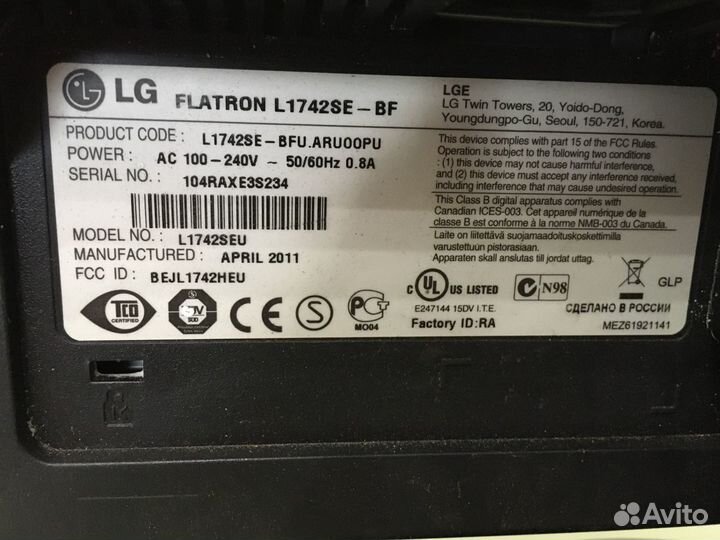 LG FLATRON L1742SE-BF
PRODUCT CODE : L1742SE-BFU.ARU00PU
POWER : AC 100-240V ~ 50/60Hz 0.8A
SERIAL NO. : 104RAXE3S234
MODEL NO. : L1742SEU
MANUFACTURED : APRIL 2011
FCC ID : BEJL1742HEU
TCO
CERTIFIED
SUD
500
CE
S
PG
MO04
LGE
LG Twin Towers, 20, Yoido-Dong,
Youngdungpo-Gu, Seoul, 150-721, Korea.
This device complies with part 15 of the FCC Rules.
Operation is subject to the following two conditions
: (1) this device may not cause harmful interference,
and (2) this device must accept any interference received,
including interference that may cause undesired operation.
This Class B digital apparatus complies with
Canadian ICES-003. Cet appareil numérique de la
classe B est conforme à la norme NMB-003 du Canada.
Laite on liitettävä suojamaadoituskoskettimilla
varustettuun pistorasiaan.
Apparaten skall anslutas till jordat uttag.
c UL US LISTED
E247144 15DV I.T.E.
Factory ID:RA
C N98
GLP
СДЕЛАНО В РОССИИ
MEZ61921141
Avito